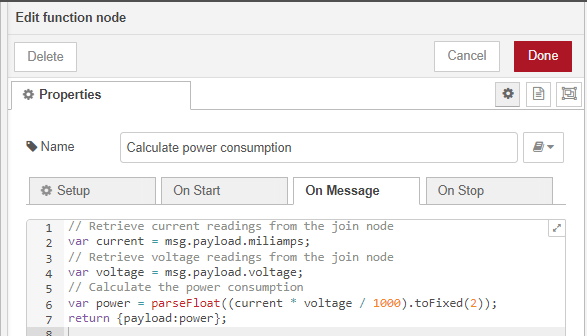 Edit function node
Delete
Cancel
Done
Properties
Name
Calculate power consumption
Setup
On Start
On Message
On Stop
1 // Retrieve current readings from the join node
2 var current = msg.payload.miliamps;
3 // Retrieve voltage readings from the join node
4 var voltage = msg.payload.voltage;
5 // Calculate the power consumption
6 var power = parseFloat((current * voltage / 1000).toFixed(2));
7 return {payload:power};
8